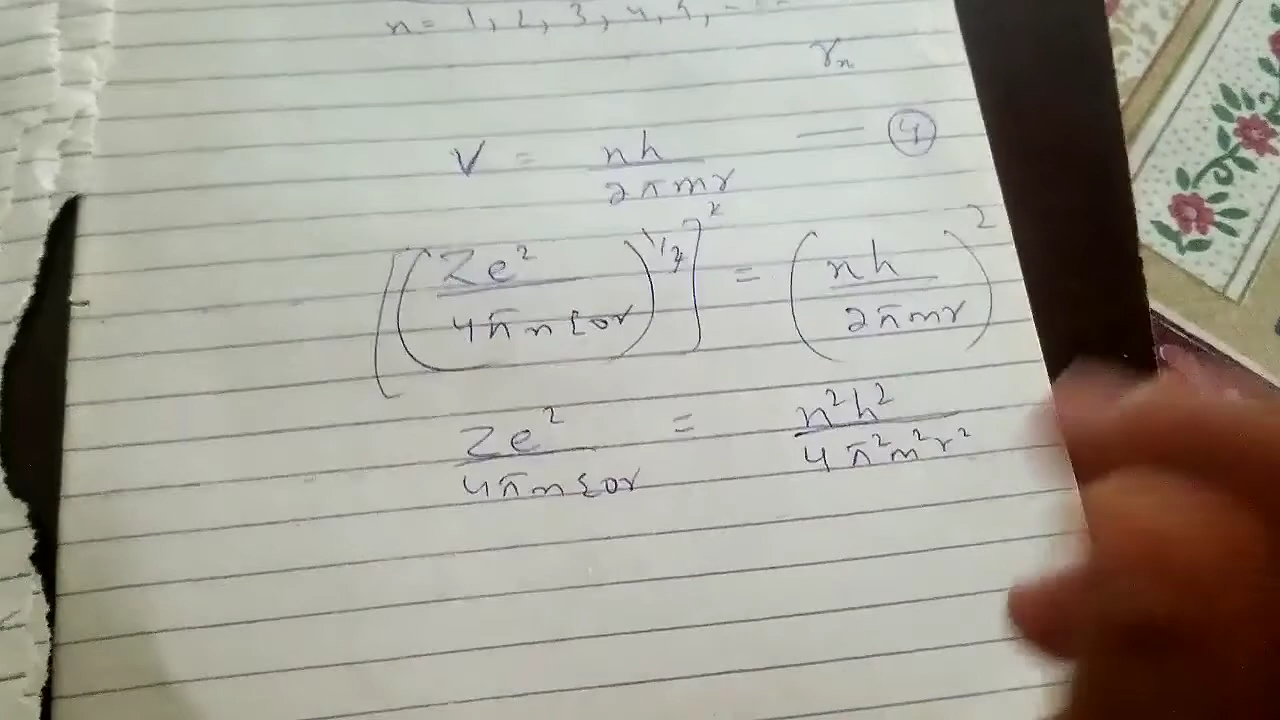 n = 1, 2, 3, 4, 5, ---
rn
V = nh / 2πmr — ④
[(Ze² / 4πmε0r)^1/2]² = (nh / 2πmr)²
Ze² / 4πmε0r = n²h² / 4π²m²r²